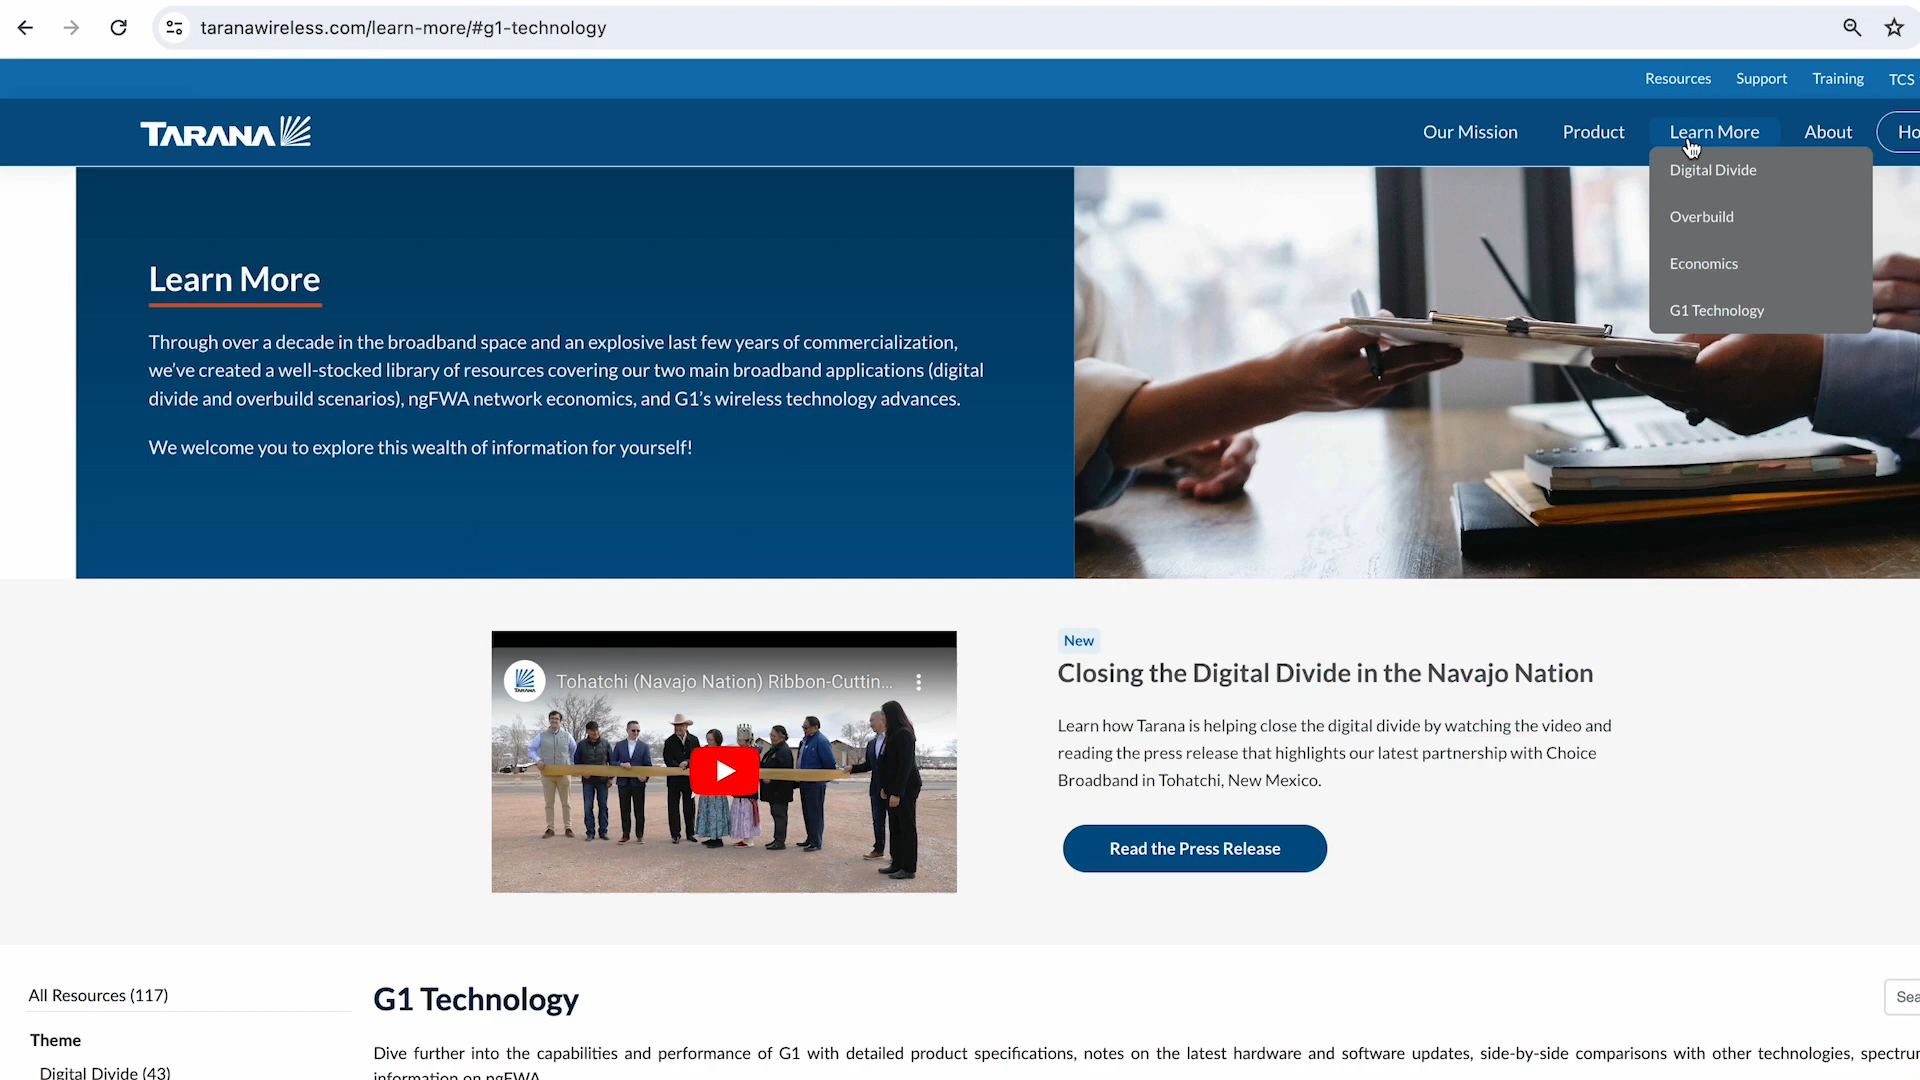 taranawireless.com/learn-more/#g1-technology
Resources Support Training TCS
TARANA
Our Mission Product Learn More About Ho
Digital Divide
Overbuild
Economics
G1 Technology
Learn More
Through over a decade in the broadband space and an explosive last few years of commercialization,
we've created a well-stocked library of resources covering our two main broadband applications (digital
divide and overbuild scenarios), ngFWA network economics, and G1's wireless technology advances.
We welcome you to explore this wealth of information for yourself!
TARANA
Tohatchi (Navajo Nation) Ribbon-Cuttin...
New
Closing the Digital Divide in the Navajo Nation
Learn how Tarana is helping close the digital divide by watching the video and
reading the press release that highlights our latest partnership with Choice
Broadband in Tohatchi, New Mexico.
Read the Press Release
All Resources (117)
Theme
Digital Divide (43)
G1 Technology
Sea
Dive further into the capabilities and performance of G1 with detailed product specifications, notes on the latest hardware and software updates, side-by-side comparisons with other technologies, spectrum
information on ngFWA